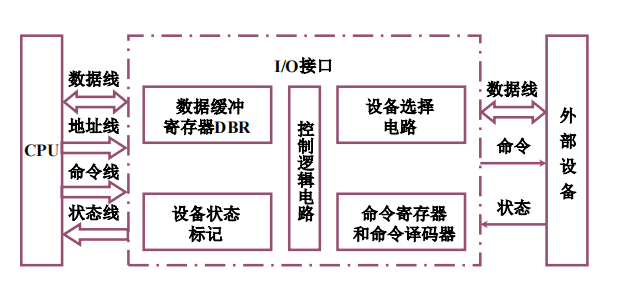 I/O接口
CPU
数据线
地址线
命令线
状态线
数据缓冲
寄存器DBR
设备状态
标记
控制逻辑电路
设备选择
电路
命令寄存器
和命令译码器
数据线
命令
状态
外部设备